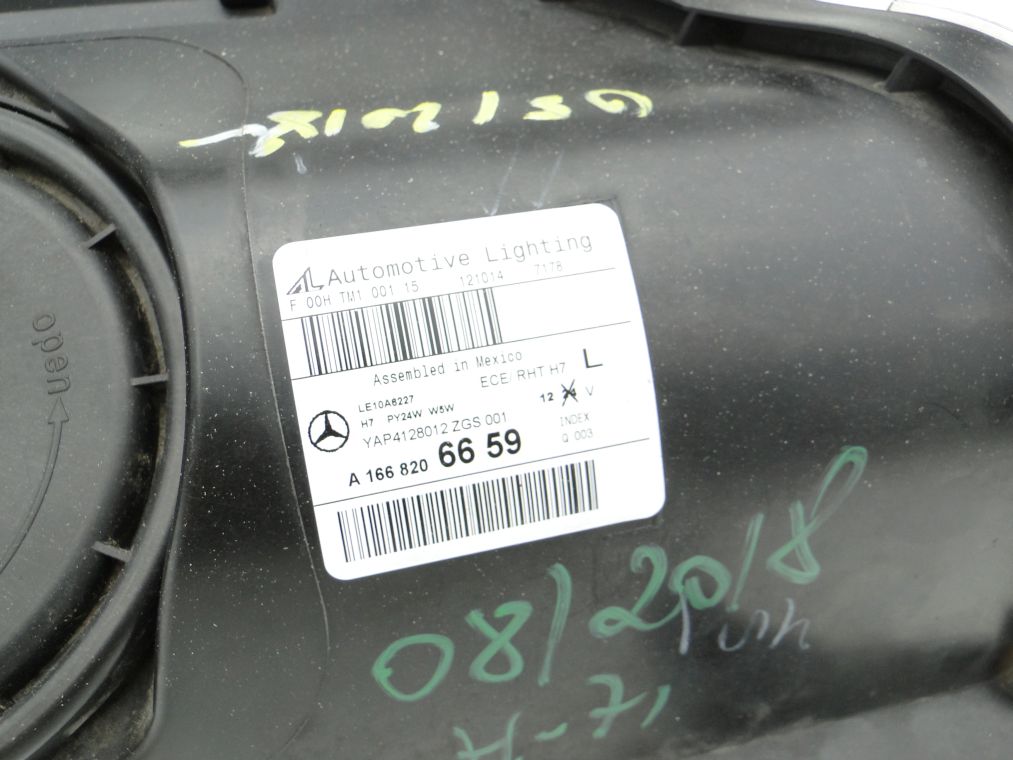 Automotive Lighting
F 00H TM1 001 15 121014 7178
Assembled in Mexico
LE10A8227 ECE/ RHT H7 L
H7 PY24W W5W 12 V
YAP4128012 ZGS 001 INDEX
A 166 820 66 59 Q 003
open
08/2018